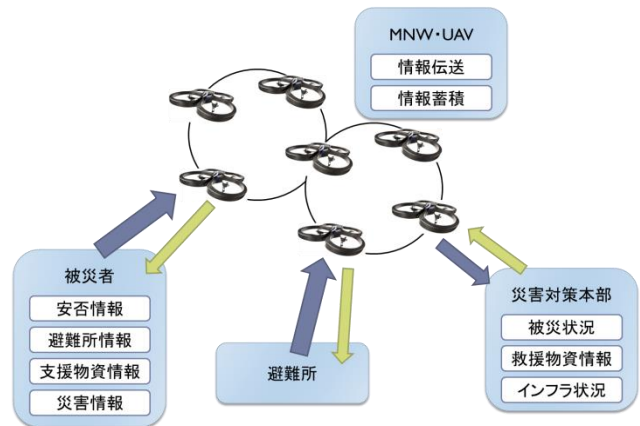 MNW・UAV
情報伝送
情報蓄積
被災者
安否情報
避難所情報
支援物資情報
災害情報
避難所
災害対策本部
被災状況
救援物資情報
インフラ状況